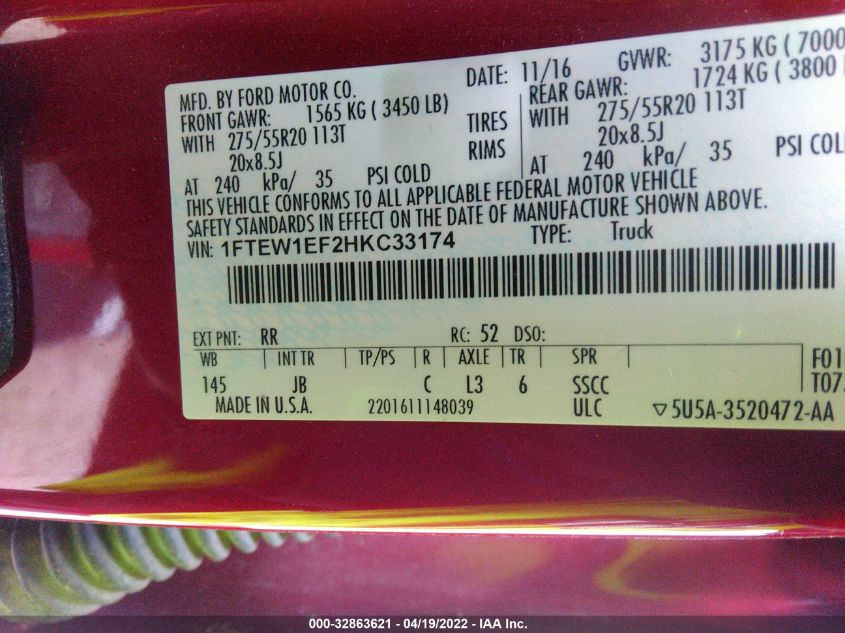 MFD. BY FORD MOTOR CO. DATE: 11/16 GVWR: 3175 KG ( 7000
FRONT GAWR: 1565 KG ( 3450 LB) REAR GAWR: 1724 KG ( 3800
WITH 275/55R20 113T TIRES WITH 275/55R20 113T
20x8.5J RIMS 20x8.5J
AT 240 kPa/ 35 PSI COLD AT 240 kPa/ 35 PSI COL
THIS VEHICLE CONFORMS TO ALL APPLICABLE FEDERAL MOTOR VEHICLE
SAFETY STANDARDS IN EFFECT ON THE DATE OF MANUFACTURE SHOWN ABOVE.
VIN: 1FTEW1EF2HKC33174 TYPE: Truck
EXT PNT: RR RC: 52 DSO:
WB INT TR TP/PS R AXLE TR SPR F01
145 JB C L3 6 SSCC T07.
MADE IN U.S.A. 2201611148039 ULC ▽5U5A-3520472-AA
000-32863621 - 04/19/2022 - IAA Inc.